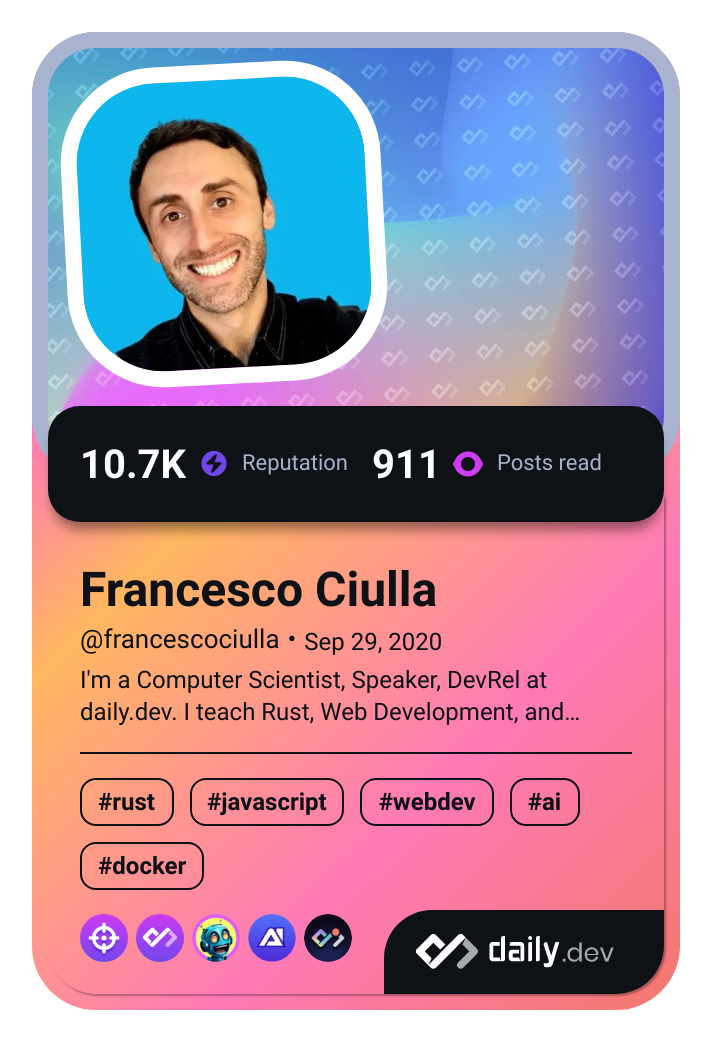 10.7K Reputation 911 Posts read
Francesco Ciulla
@francescociulla • Sep 29, 2020
I'm a Computer Scientist, Speaker, DevRel at
daily.dev. I teach Rust, Web Development, and…
#rust #javascript #webdev #ai
#docker
daily.dev